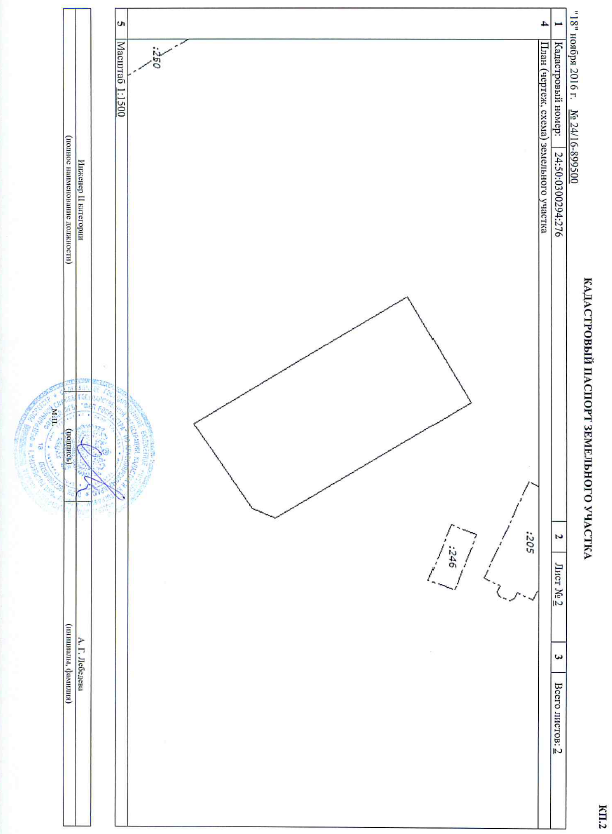 КП.2
КАДАСТРОВЫЙ ПАСПОРТ ЗЕМЕЛЬНОГО УЧАСТКА
"18" ноября 2016 г. № 24/16-899500
1 Кадастровый номер: 24:50:0300294:276 2 Лист № 2 3 Всего листов: 2
4 План (чертеж, схема) земельного участка
:205
:246
:260
5 Масштаб 1:1500
Инженер II категории А. Г. Лебедева
(полное наименование должности) (подпись) (инициалы, фамилия)
М.П.